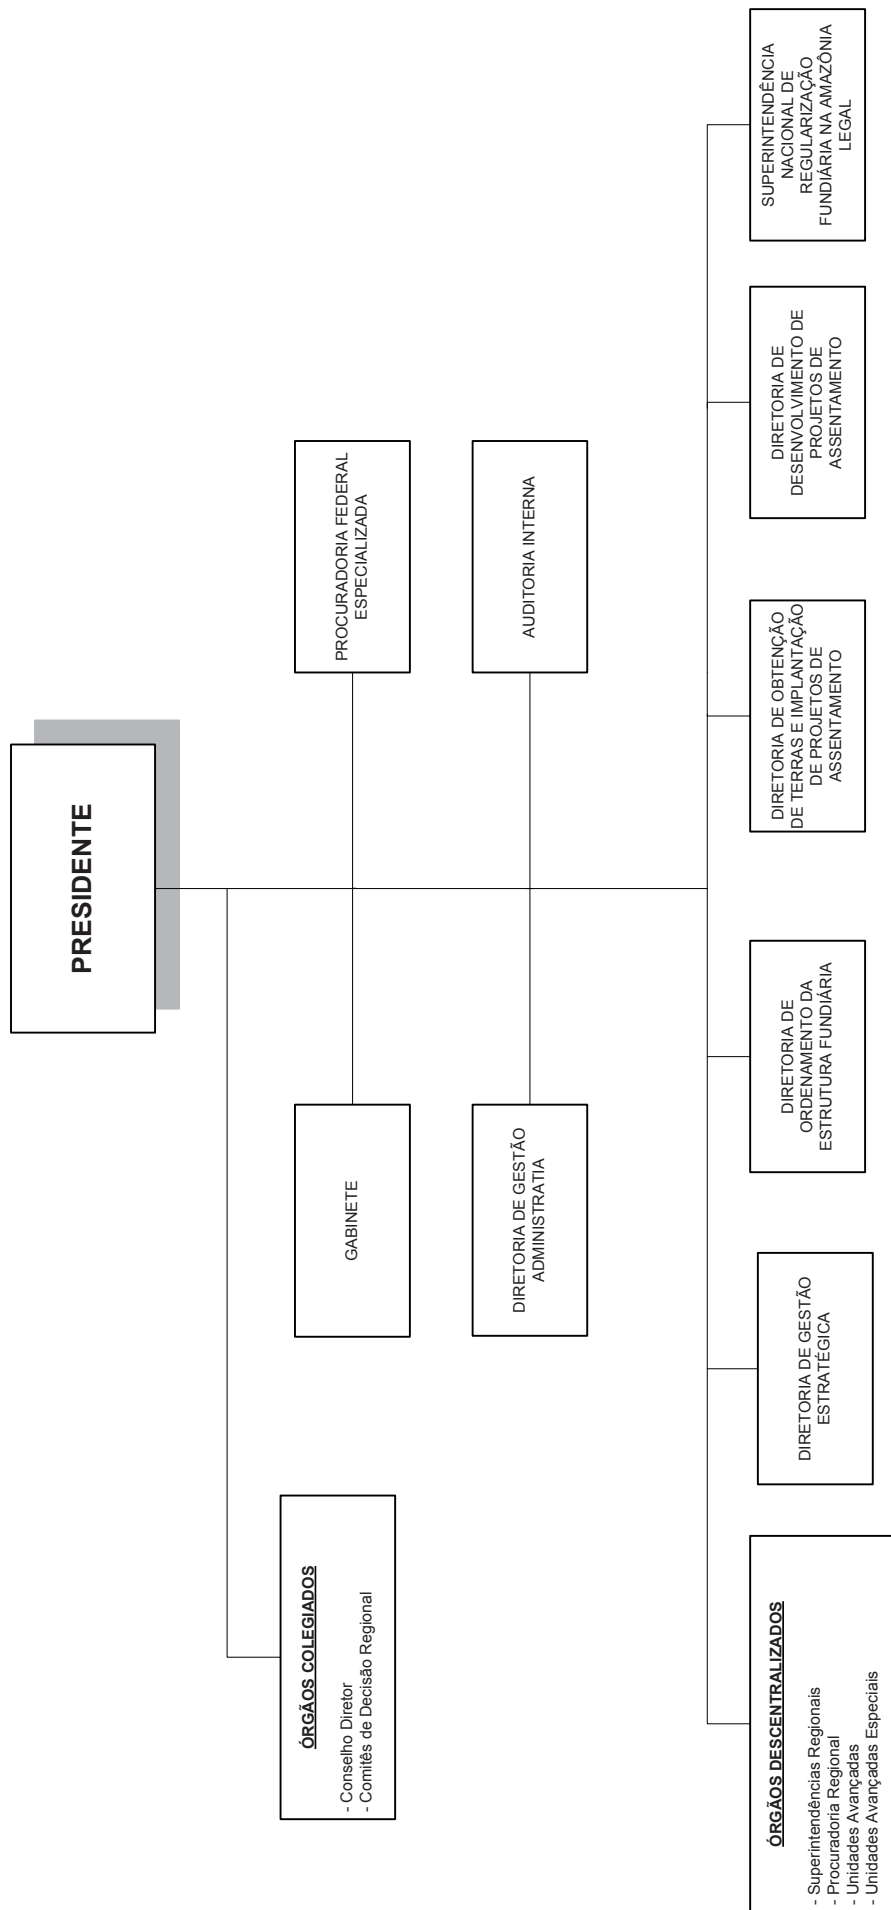 PRESIDENTE
ÓRGÃOS COLEGIADOS
- Conselho Diretor
- Comitês de Decisão Regional
GABINETE
PROCURADORIA FEDERAL
ESPECIALIZADA
DIRETORIA DE GESTÃO
ADMINISTRATIA
AUDITORIA INTERNA
ÓRGÃOS DESCENTRALIZADOS
- Superintendências Regionais
- Procuradoria Regional
- Unidades Avançadas
- Unidades Avançadas Especiais
DIRETORIA DE GESTÃO
ESTRATÉGICA
DIRETORIA DE
ORDENAMENTO DA
ESTRUTURA FUNDIÁRIA
DIRETORIA DE OBTENÇÃO
DE TERRAS E IMPLANTAÇÃO
DE PROJETOS DE
ASSENTAMENTO
DIRETORIA DE
DESENVOLVIMENTO DE
PROJETOS DE
ASSENTAMENTO
SUPERINTENDÊNCIA
NACIONAL DE
REGULARIZAÇÃO
FUNDIÁRIA NA AMAZÔNIA
LEGAL